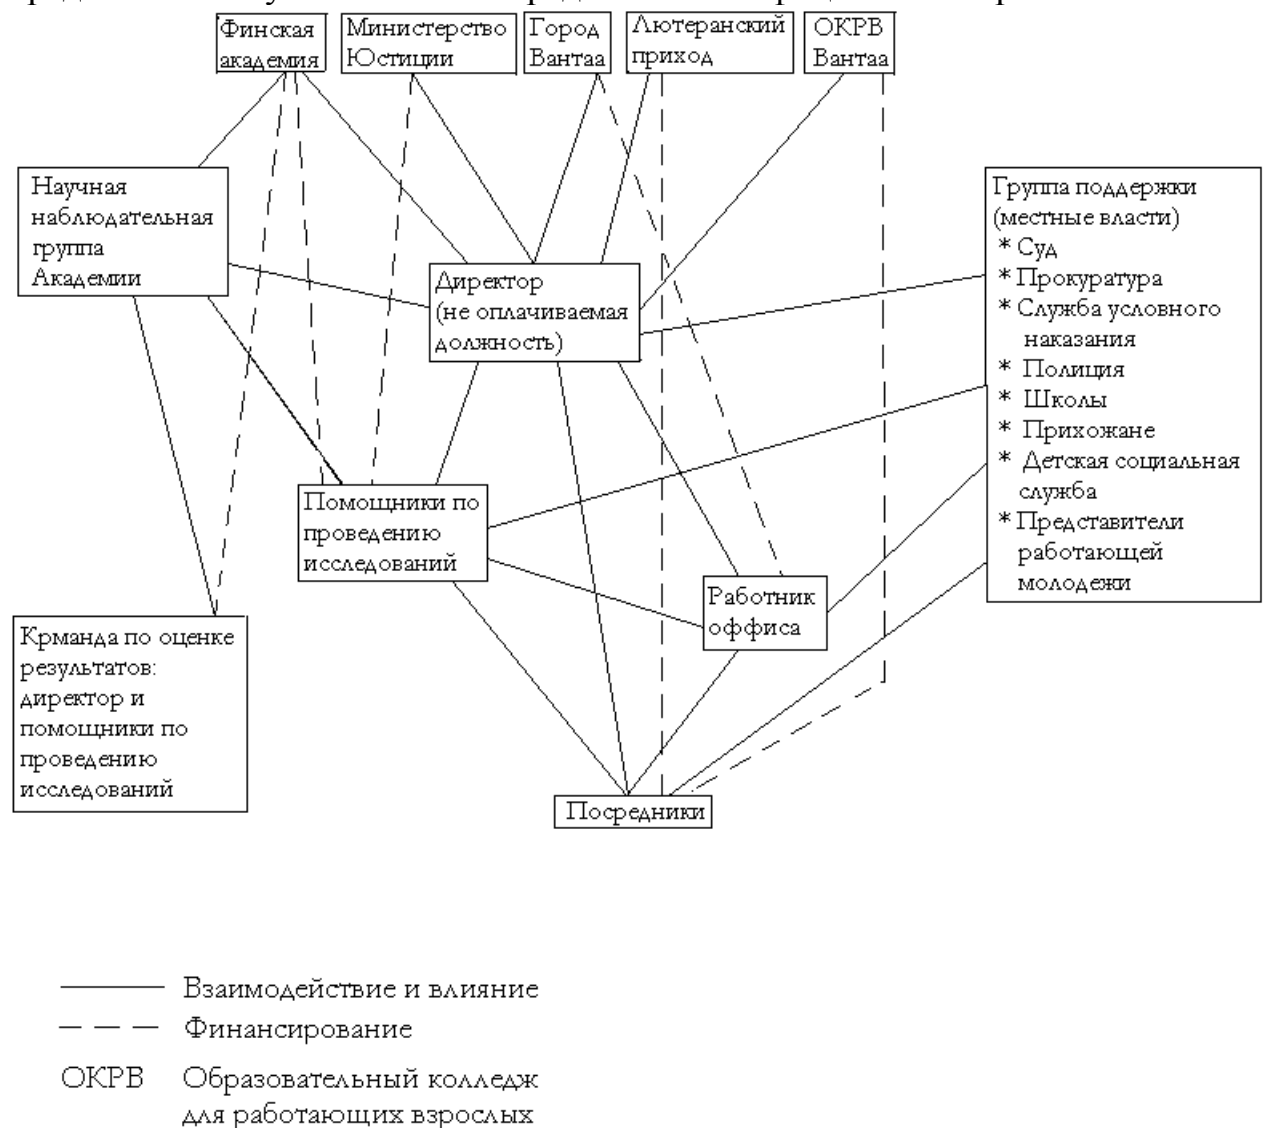 Финская
академия
Министерство
Юстиции
Город
Вантаа
Лютеранский
приход
ОКРВ
Вантаа
Научная
наблюдательная
группа
Академии
Директор
(не оплачиваемая
должность)
Группа поддержки
(местные власти)
* Суд
* Прокуратура
* Служба условного
наказания
* Полиция
* Школы
* Прихожане
* Детская социальная
служба
* Представители
работающей
молодежи
Помощники по
проведению
исследований
Работник
оффиса
Крманда по оценке
результатов:
директор и
помощники по
проведению
исследований
Посредники
Взаимодействие и влияние
Финансирование
ОКРВ Образовательный колледж
для работающих взрослых